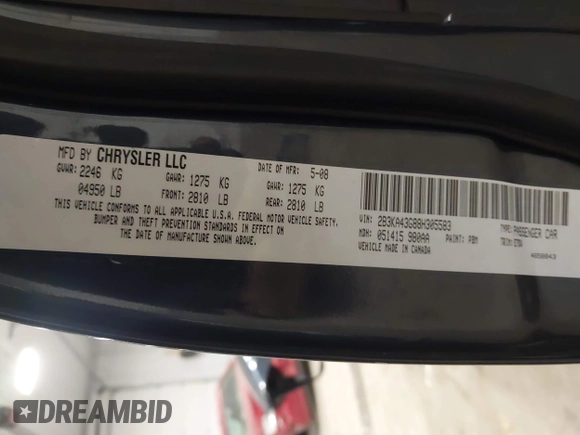 MFD BY CHRYSLER LLC
DATE OF MFR: 5-08
GVWR: 2246 KG
04950 LB
GAWR: 1275 KG
FRONT: 2810 LB
GAWR: 1275 KG
REAR: 2810 LB
THIS VEHICLE CONFORMS TO ALL APPLICABLE U.S.A. FEDERAL MOTOR VEHICLE SAFETY,
BUMPER AND THEFT PREVENTION STANDARDS IN EFFECT ON
THE DATE OF MANUFACTURE SHOWN ABOVE.
VIN: 2B3KA43G88H305583
TYPE: PASSENGER CAR
MDH: 051415 980AA
PAINT: PBM
VEHICLE MADE IN CANADA
DREAMBID